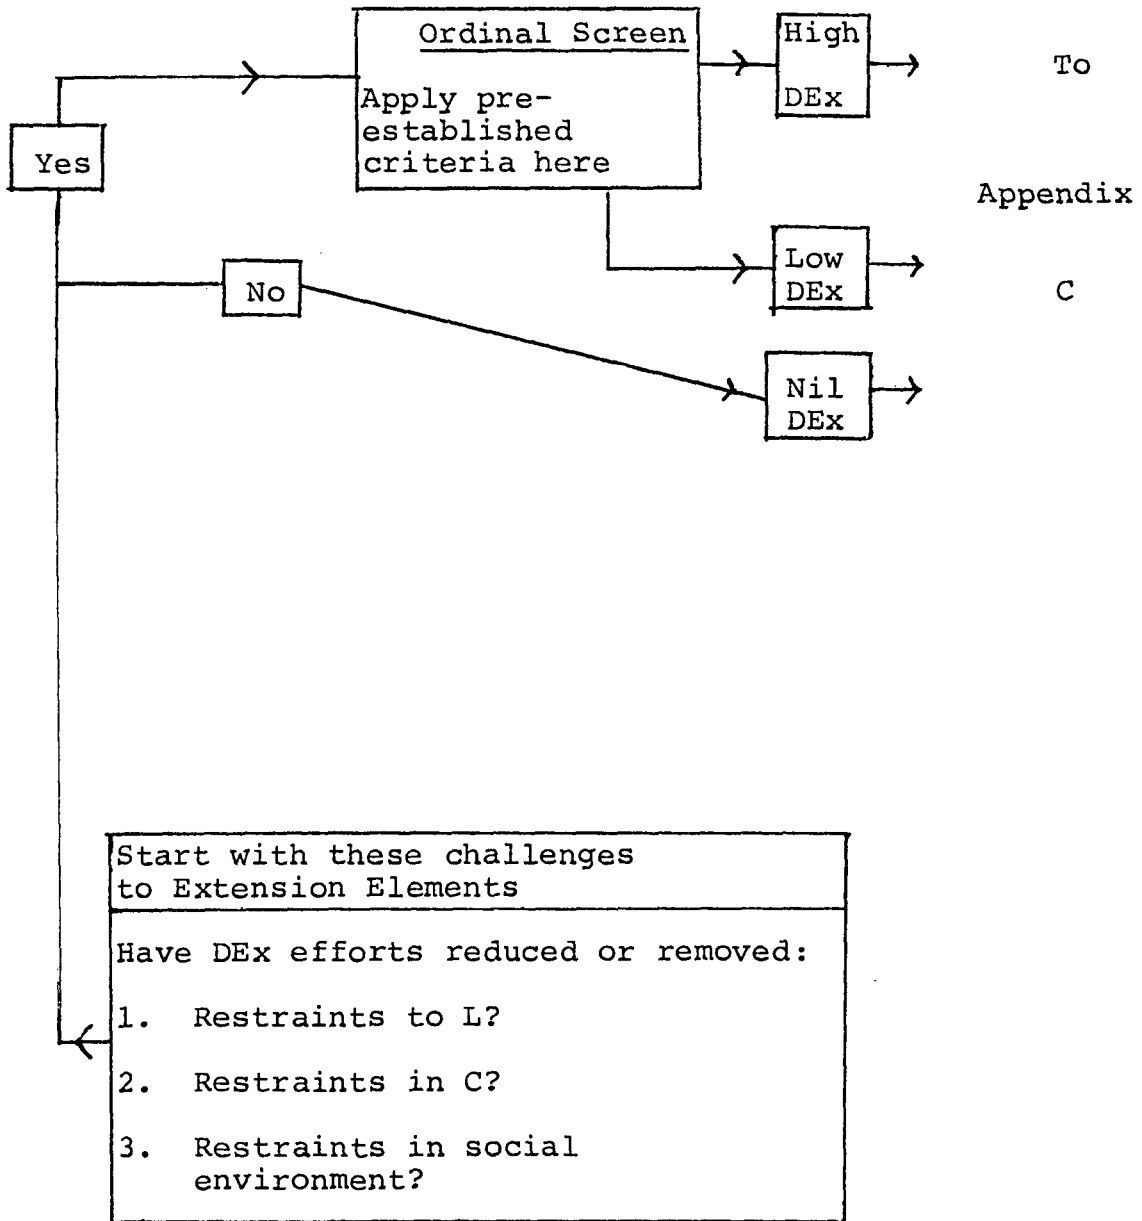 Ordinal Screen
Apply pre-
established
criteria here
High
DEx
To
Yes
Appendix
Low
DEx
C
No
Nil
DEx
Start with these challenges
to Extension Elements
Have DEx efforts reduced or removed:
1. Restraints to L?
2. Restraints in C?
3. Restraints in social
environment?